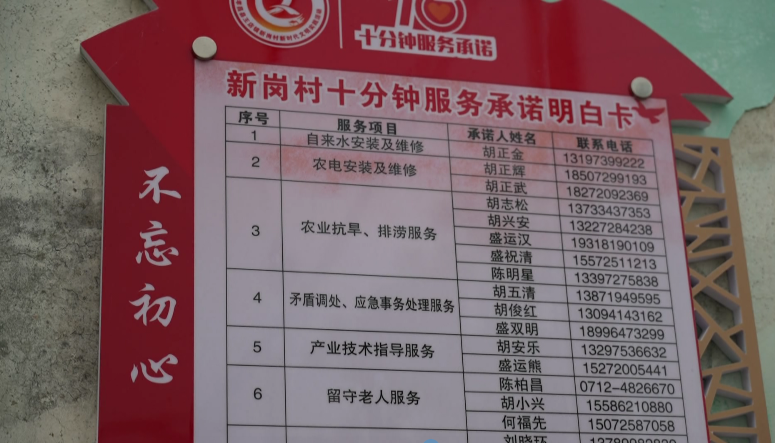 十分钟服务承诺
新岗村十分钟服务承诺明白卡
序号 服务项目 承诺人姓名 联系电话
1 自来水安装及维修 胡正金 13197399222
2 农电安装及维修 胡正辉 18507299193
胡正武 18272092369
3 农业抗旱、排涝服务 胡志松 13733437353
胡兴安 13227284238
盛运汉 19318190109
盛祝清 15572511213
陈明星 13397275838
4 矛盾调处、应急事务处理服务 胡五清 13871949595
胡俊红 13094143162
盛双明 18996473299
5 产业技术指导服务 胡安乐 13297536632
盛运熊 15272005441
6 留守老人服务 陈柏昌 0712-4826670
胡小兴 15586210880
何福先 15072587058
刘晓环
不忘初心